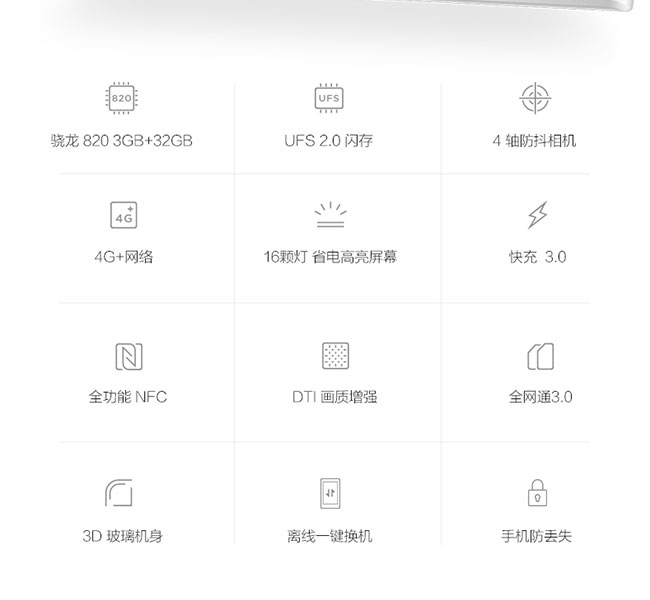 820
UFS
骁龙 820 3GB+32GB
UFS 2.0 闪存
4 轴防抖相机
4G+
4G+网络
16颗灯 省电高亮屏幕
快充 3.0
N
全功能 NFC
DTI 画质增强
全网通3.0
3D 玻璃机身
离线一键换机
手机防丢失